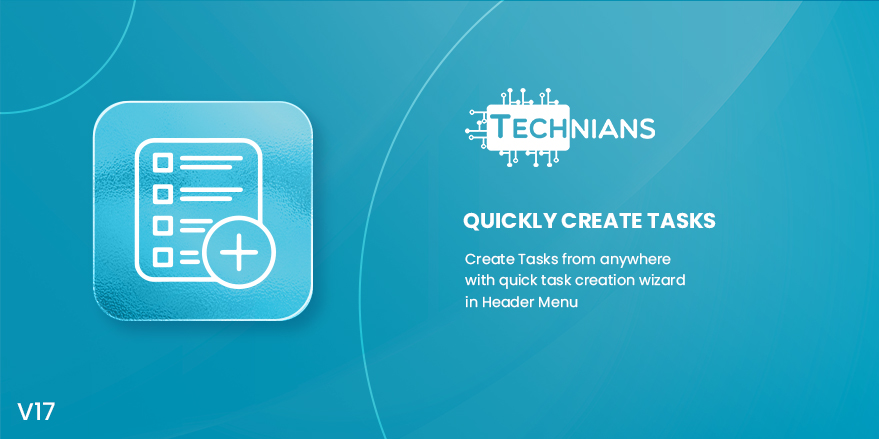 TECHNIANS
QUICKLY CREATE TASKS
Create Tasks from anywhere
with quick task creation wizard
in Header Menu
V17